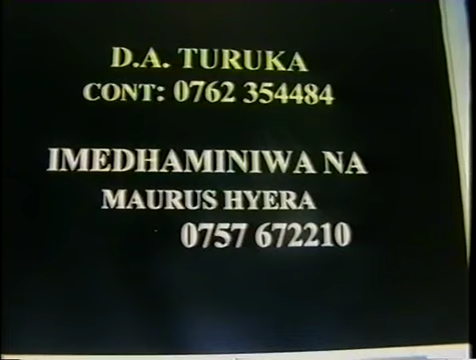 D.A. TURUKA
CONT: 0762 354484
IMEDHAMINIWA NA
MAURUS HYERA
0757 672210